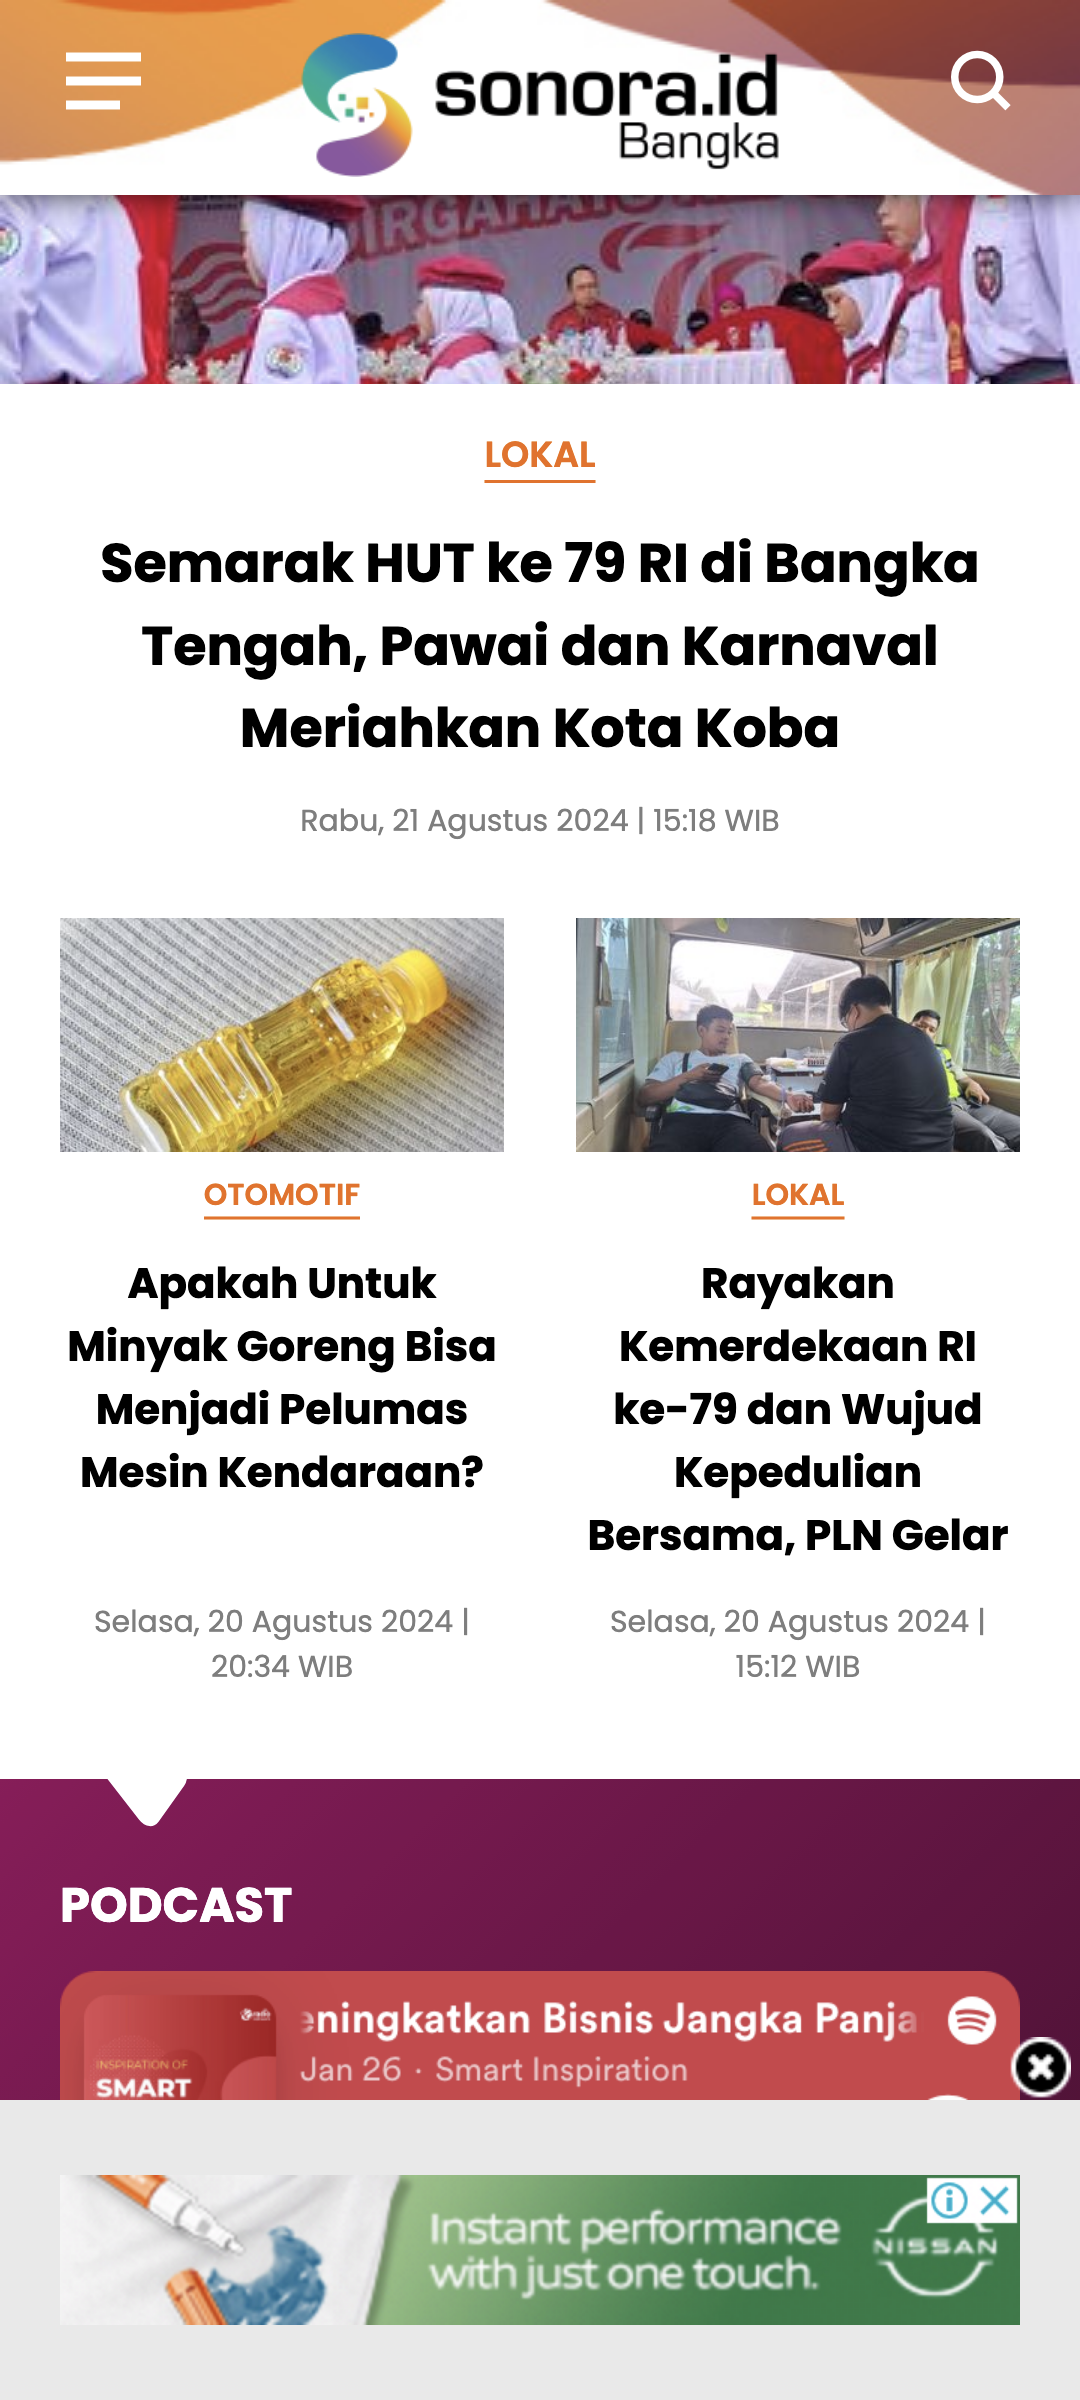 sonora.id
Bangka
LOKAL
Semarak HUT ke 79 RI di Bangka
Tengah, Pawai dan Karnaval
Meriahkan Kota Koba
Rabu, 21 Agustus 2024 | 15:18 WIB
OTOMOTIF
Apakah Untuk
Minyak Goreng Bisa
Menjadi Pelumas
Mesin Kendaraan?
Selasa, 20 Agustus 2024 |
20:34 WIB
LOKAL
Rayakan
Kemerdekaan RI
ke-79 dan Wujud
Kepedulian
Bersama, PLN Gelar
Selasa, 20 Agustus 2024 |
15:12 WIB
PODCAST
eningkatkan Bisnis Jangka Panja
Jan 26 · Smart Inspiration
INSPIRATION OF
SMART
Instant performance
with just one touch.
NISSAN